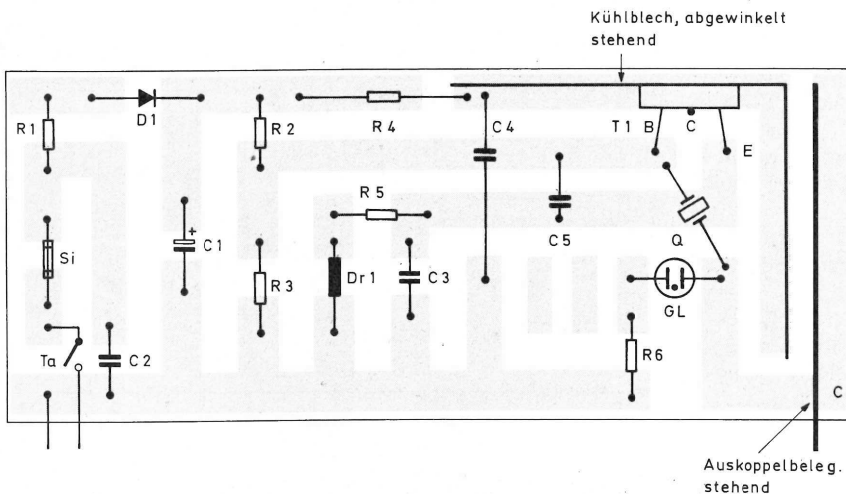 Kühlblech, abgewinkelt
stehend
R1
D1
R2
R4
C4
T1 B C
E
R5
Si
+
C1
C5
Q
R3
Dr1
C3
GL
Ta
C2
R6
C
Auskoppelbeleg.
stehend